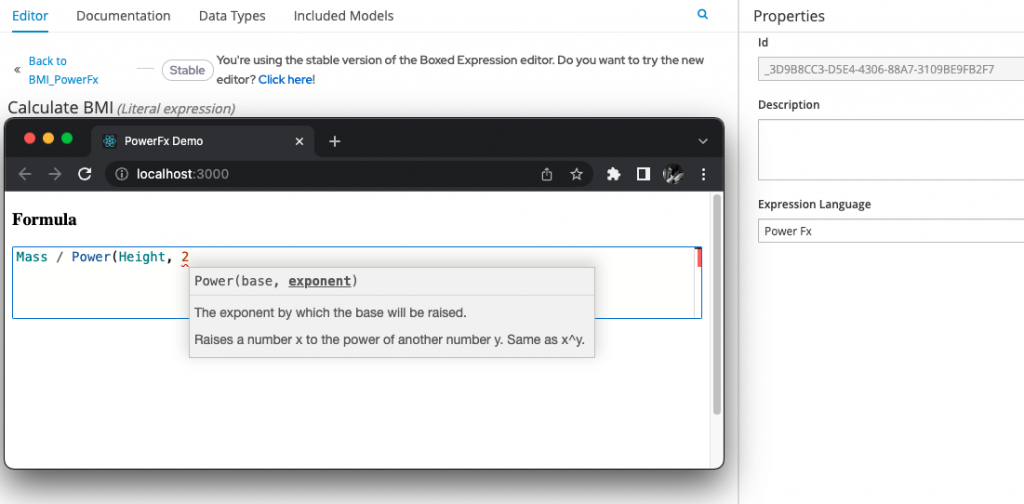 Editor Documentation Data Types Included Models
Back to
BMI_PowerFx
Stable
You're using the stable version of the Boxed Expression editor. Do you want to try the new
editor? Click here!
Calculate BMI (Literal expression)
PowerFx Demo
localhost:3000
Formula
Mass / Power(Height, 2
Power(base, exponent)
The exponent by which the base will be raised.
Raises a number x to the power of another number y. Same as x^y.
Properties
Id
_3D9B8CC3-D5E4-4306-88A7-3109BE9FB2F7
Description
Expression Language
Power Fx